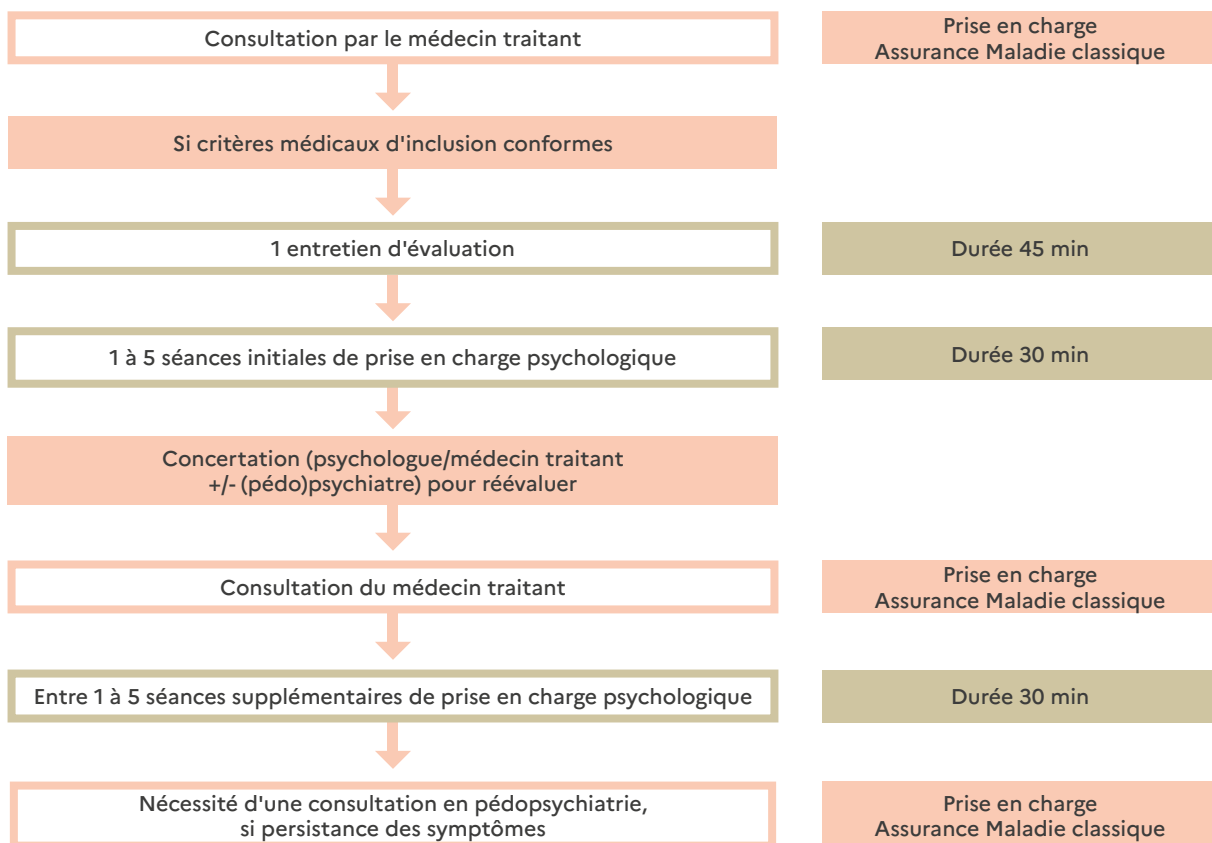 Consultation par le médecin traitant
Prise en charge
Assurance Maladie classique
Si critères médicaux d'inclusion conformes
1 entretien d'évaluation
Durée 45 min
1 à 5 séances initiales de prise en charge psychologique
Durée 30 min
Concertation (psychologue/médecin traitant
+/- (pédo)psychiatre) pour réévaluer
Consultation du médecin traitant
Prise en charge
Assurance Maladie classique
Entre 1 à 5 séances supplémentaires de prise en charge psychologique
Durée 30 min
Nécessité d'une consultation en pédopsychiatrie,
si persistance des symptômes
Prise en charge
Assurance Maladie classique